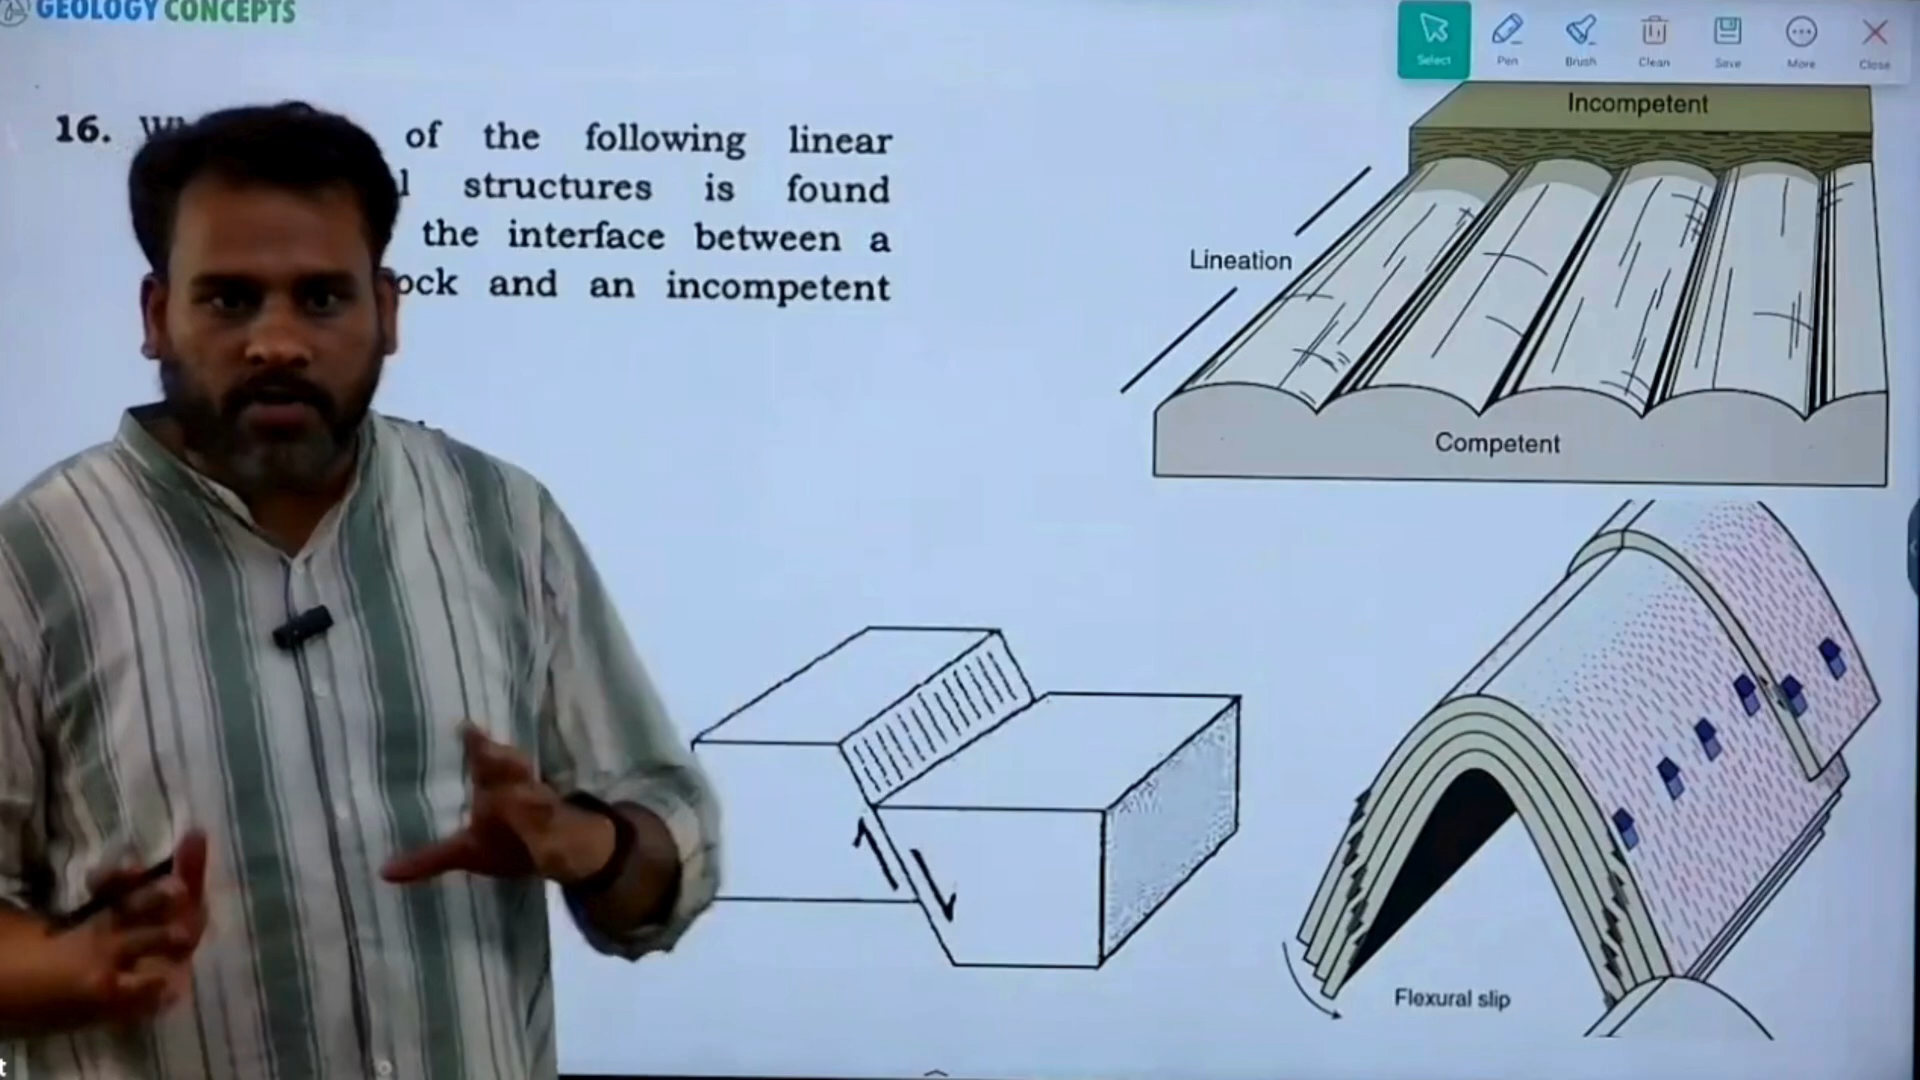 GEOLOGY CONCEPTS
16. of the following linear
structures is found
the interface between a
and an incompetent
Select Pen Brush Clean Save More Close
Incompetent
Lineation
Competent
Flexural slip